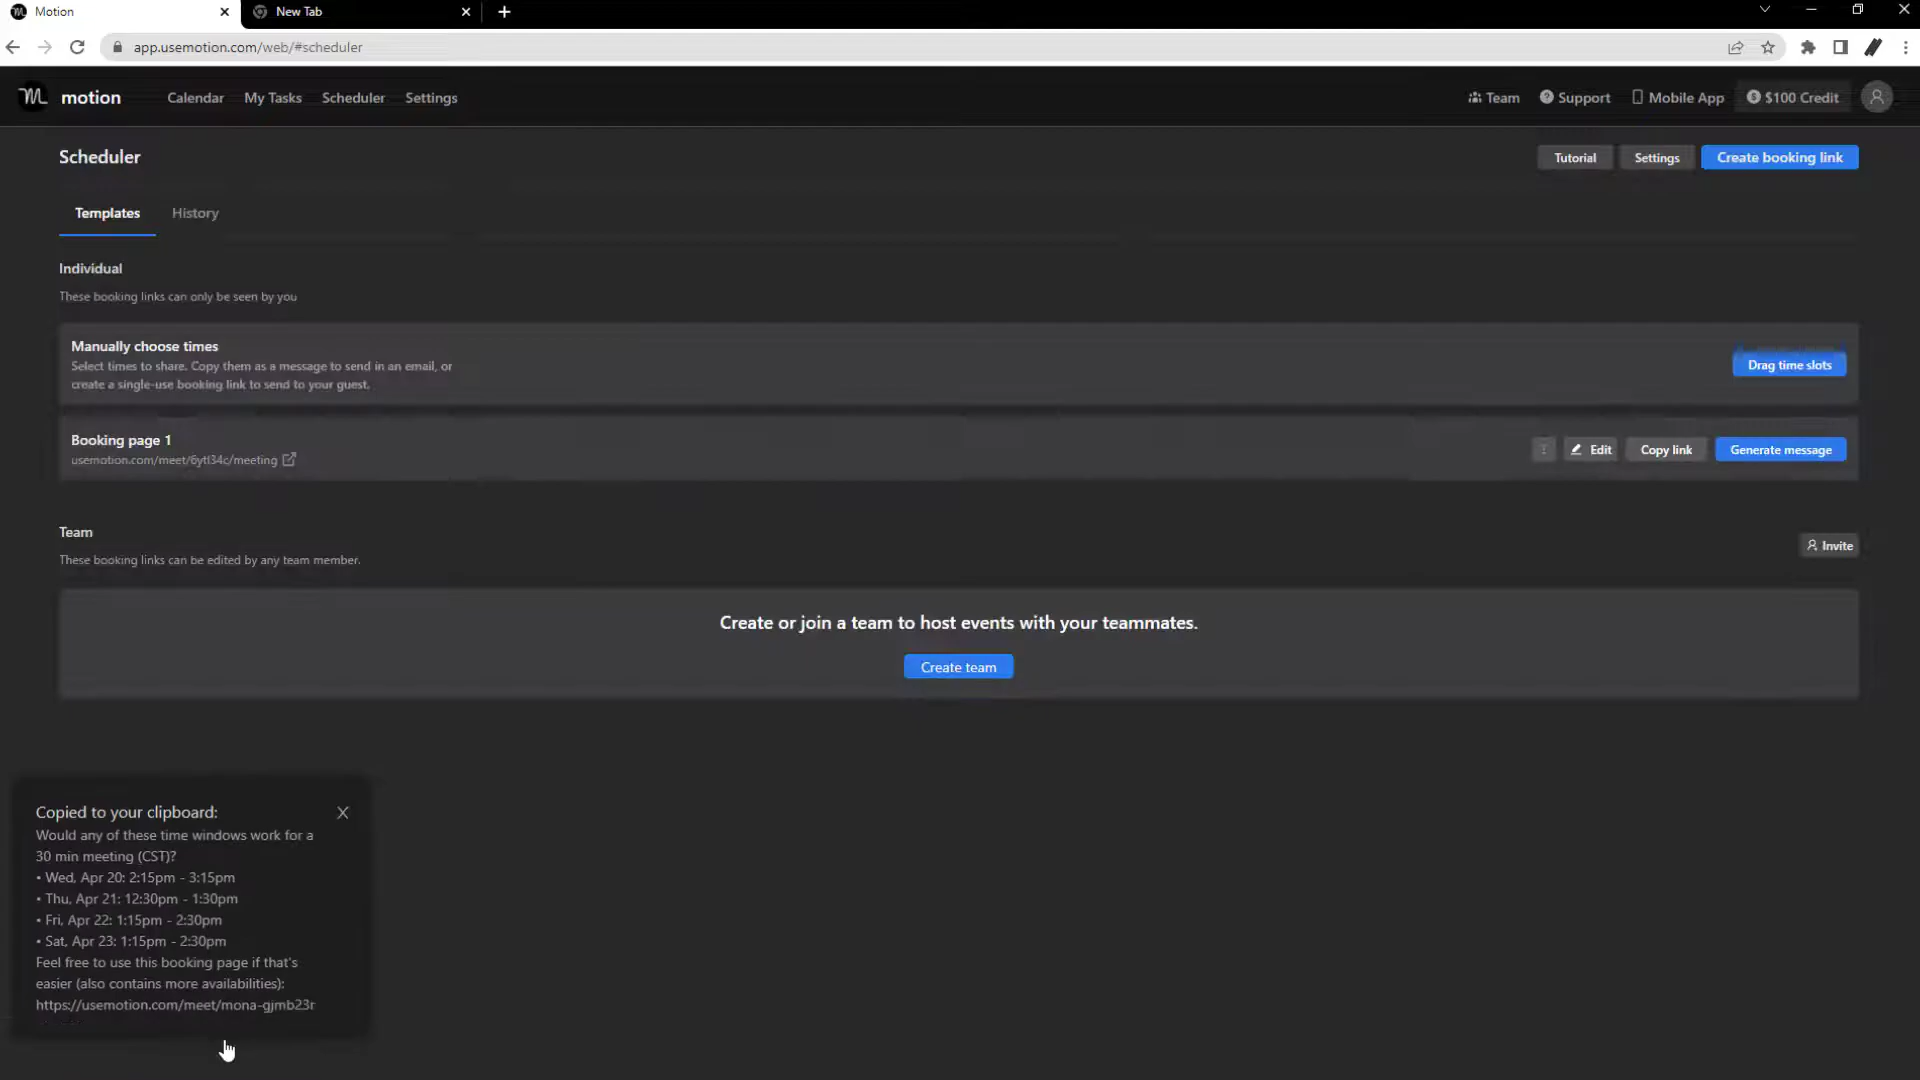 Motion
New Tab
app.usemotion.com/web/#scheduler
motion
Calendar My Tasks Scheduler Settings
Team Support Mobile App $100 Credit
Scheduler
Tutorial Settings Create booking link
Templates History
Individual
These booking links can only be seen by you
Manually choose times
Select times to share. Copy them as a message to send in an email, or
create a single-use booking link to send to your guest.
Drag time slots
Booking page 1
usemotion.com/meet/6ytl34c/meeting
Edit Copy link Generate message
Team
These booking links can be edited by any team member.
Invite
Create or join a team to host events with your teammates.
Create team
Copied to your clipboard:
Would any of these time windows work for a
30 min meeting (CST)?
• Wed, Apr 20: 2:15pm - 3:15pm
• Thu, Apr 21: 12:30pm - 1:30pm
• Fri, Apr 22: 1:15pm - 2:30pm
• Sat, Apr 23: 1:15pm - 2:30pm
Feel free to use this booking page if that's
easier (also contains more availabilities):
https://usemotion.com/meet/mona-gjmb23r